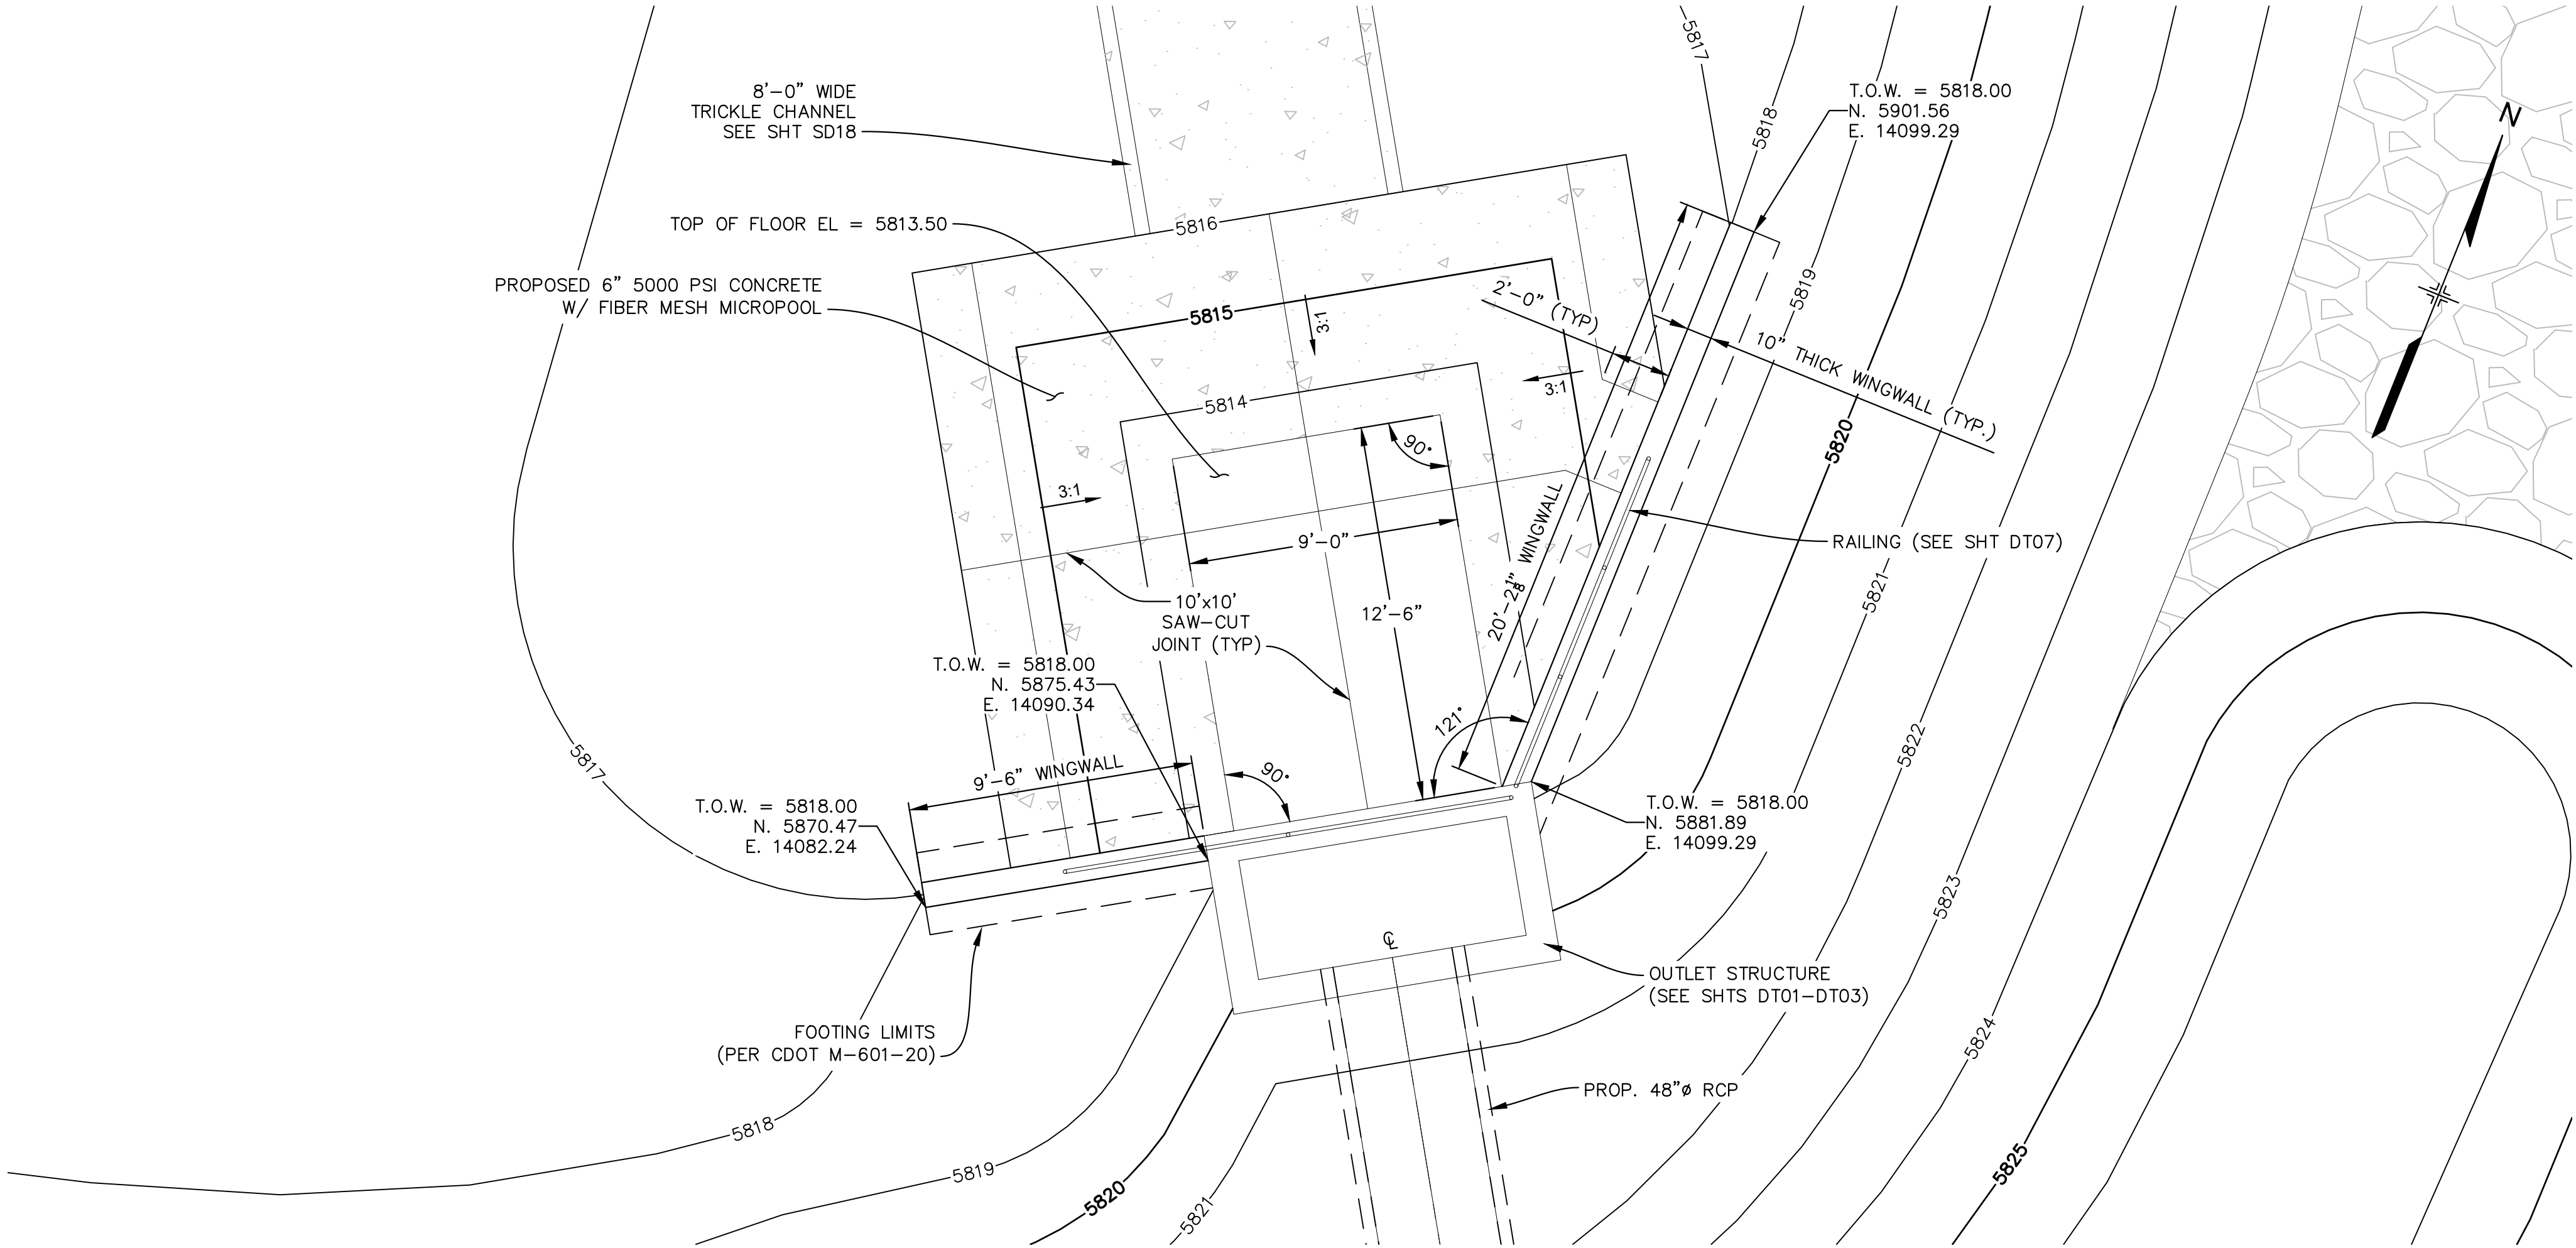 8'-0" WIDE
TRICKLE CHANNEL
SEE SHT SD18
5817
5818
T.O.W. = 5818.00
N. 5901.56
E. 14099.29
N
TOP OF FLOOR EL = 5813.50
5816
PROPOSED 6" 5000 PSI CONCRETE
W/ FIBER MESH MICROPOOL
5815
3:1
2'-0" (TYP)
5819
10" THICK WINGWALL (TYP.)
3:1
5814
90°
5820
3:1
9'-0"
RAILING (SEE SHT DT07)
20'-2⅛" WINGWALL
10'x10'
SAW-CUT
JOINT (TYP)
12'-6"
5821
T.O.W. = 5818.00
N. 5875.43
E. 14090.34
121°
5822
5817
9'-6" WINGWALL
90°
T.O.W. = 5818.00
N. 5870.47
E. 14082.24
T.O.W. = 5818.00
N. 5881.89
E. 14099.29
5823
℄
OUTLET STRUCTURE
(SEE SHTS DT01-DT03)
FOOTING LIMITS
(PER CDOT M-601-20)
5824
PROP. 48"ø RCP
5818
5819
5820
5821
5825